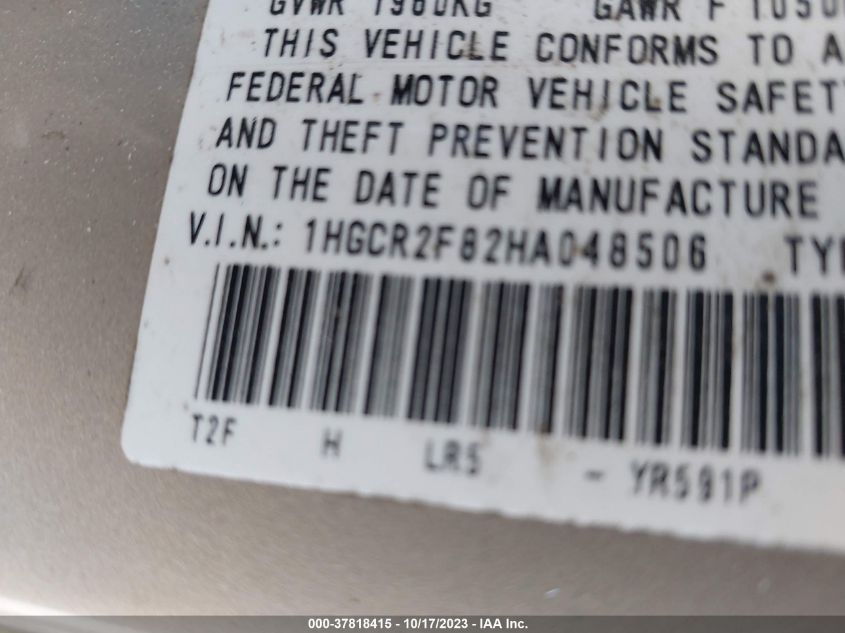 GVWR 1980KG GAWR F 1050
THIS VEHICLE CONFORMS TO A
FEDERAL MOTOR VEHICLE SAFET
AND THEFT PREVENTION STANDA
ON THE DATE OF MANUFACTURE
V.I.N.: 1HGCR2F82HA048506 TY
T2F H LR5 - YR591P
000-37818415 - 10/17/2023 - IAA Inc.